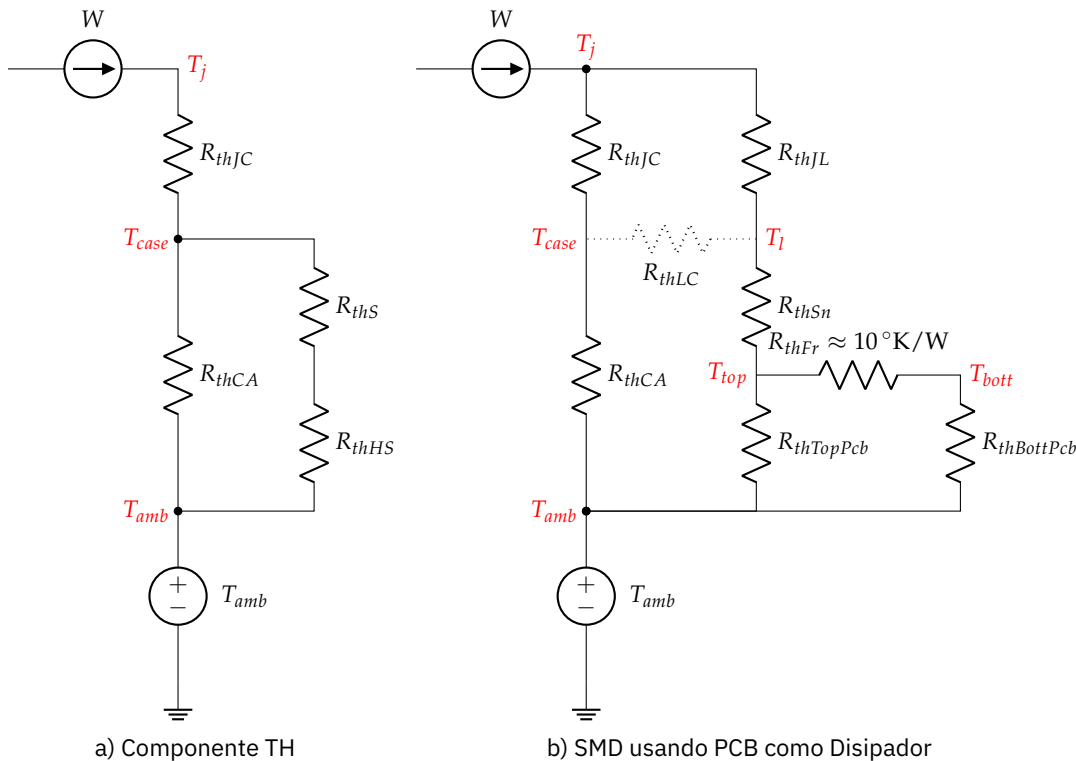 W
T_j
R_thJC
T_case
R_thS
R_thCA
R_thHS
T_amb
+
−
T_amb
a) Componente TH
W
T_j
R_thJC
R_thJL
T_case
T_l
R_thLC
R_thSn
R_thFr ≈ 10 °K/W
R_thCA
T_top
T_bott
R_thTopPcb
R_thBottPcb
T_amb
+
−
T_amb
b) SMD usando PCB como Disipador